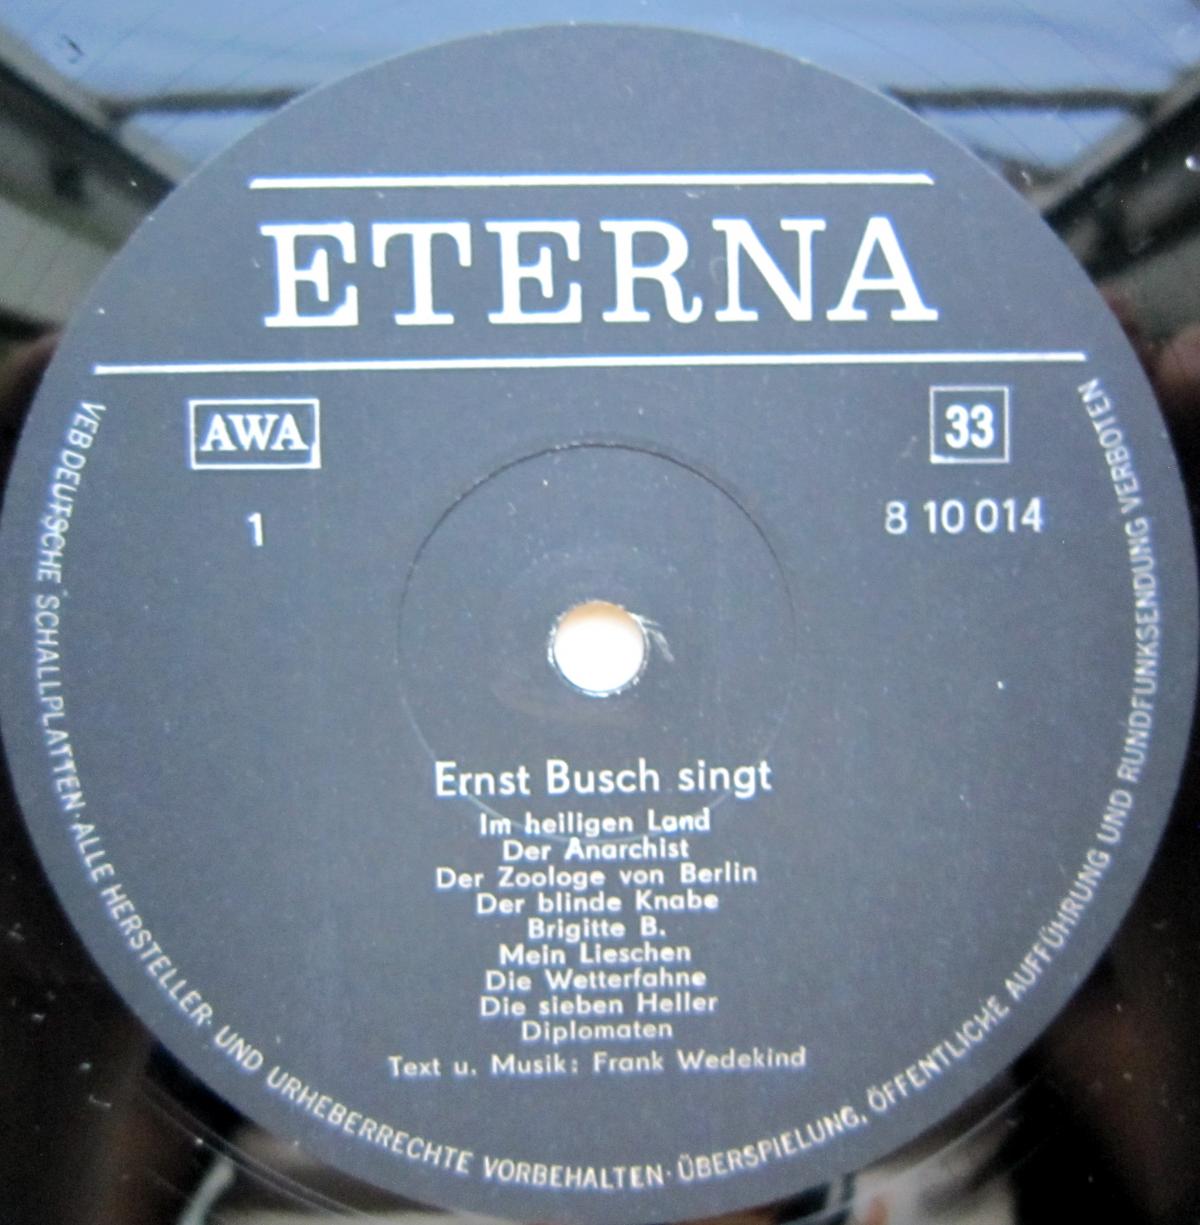 ETERNA
AWA
33
1
8 10 014
Ernst Busch singt
Im heiligen Land
Der Anarchist
Der Zoologe von Berlin
Der blinde Knabe
Brigitte B.
Mein Lieschen
Die Wetterfahne
Die sieben Heller
Diplomaten
Text u. Musik: Frank Wedekind
VEB DEUTSCHE SCHALLPLATTEN · ALLE HERSTELLER- UND URHEBERRECHTE VORBEHALTEN · ÜBERSPIELUNG, ÖFFENTLICHE AUFFÜHRUNG UND RUNDFUNKSENDUNG VERBOTEN